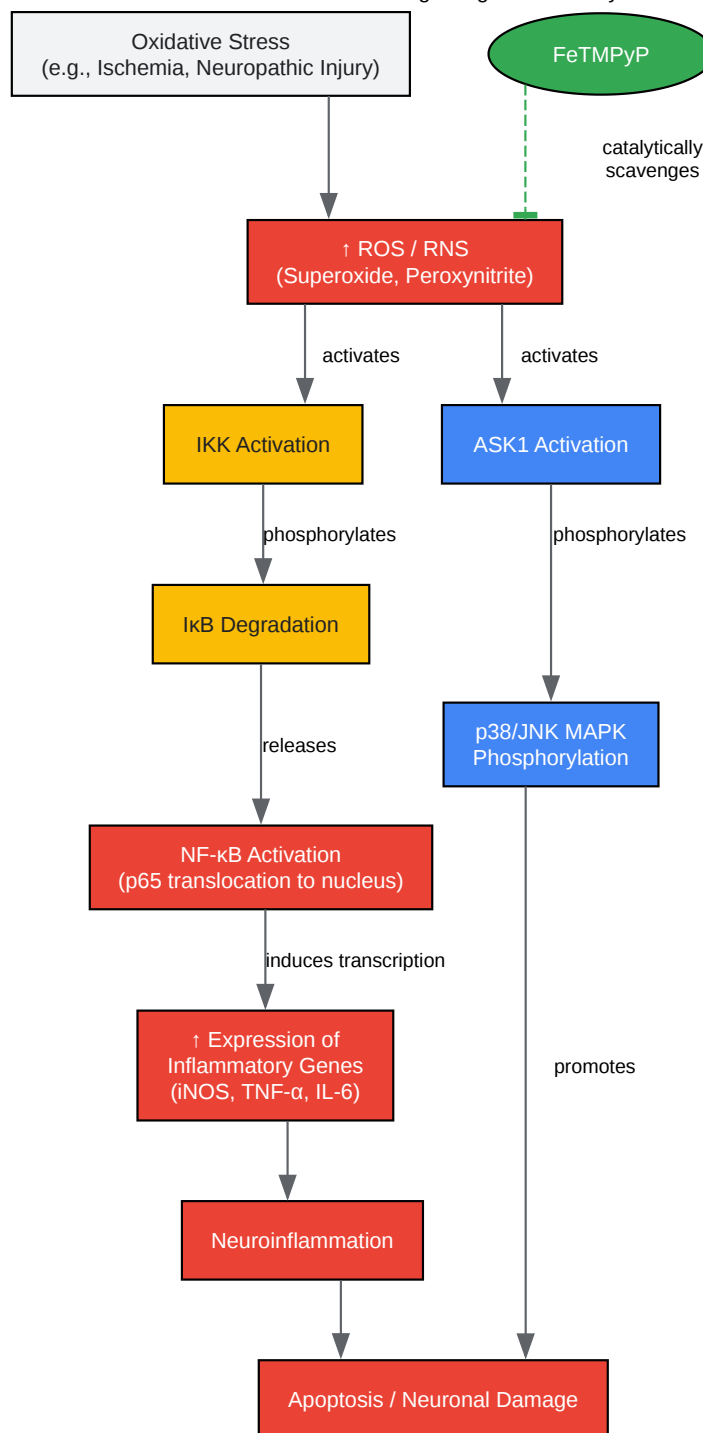 Oxidative Stress
(e.g., Ischemia, Neuropathic Injury)
FeTMPyP
catalytically
scavenges
↑ ROS / RNS
(Superoxide, Peroxynitrite)
activates
activates
IKK Activation
ASK1 Activation
phosphorylates
phosphorylates
IκB Degradation
releases
p38/JNK MAPK
Phosphorylation
NF-κB Activation
(p65 translocation to nucleus)
induces transcription
↑ Expression of
Inflammatory Genes
(iNOS, TNF-α, IL-6)
promotes
Neuroinflammation
Apoptosis / Neuronal Damage